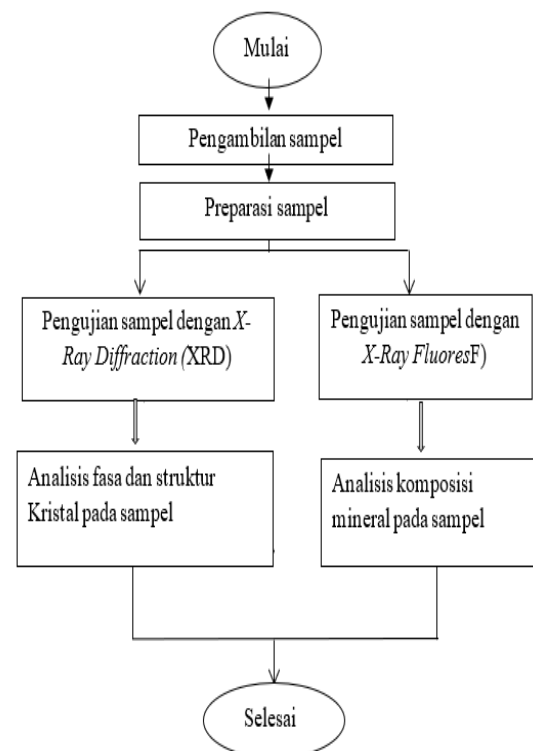 Mulai
Pengambilan sampel
Preparasi sampel
Pengujian sampel dengan X-
Ray Diffraction (XRD)
Pengujian sampel dengan
X-Ray FluoresF)
Analisis fasa dan struktur
Kristal pada sampel
Analisis komposisi
mineral pada sampel
Selesai